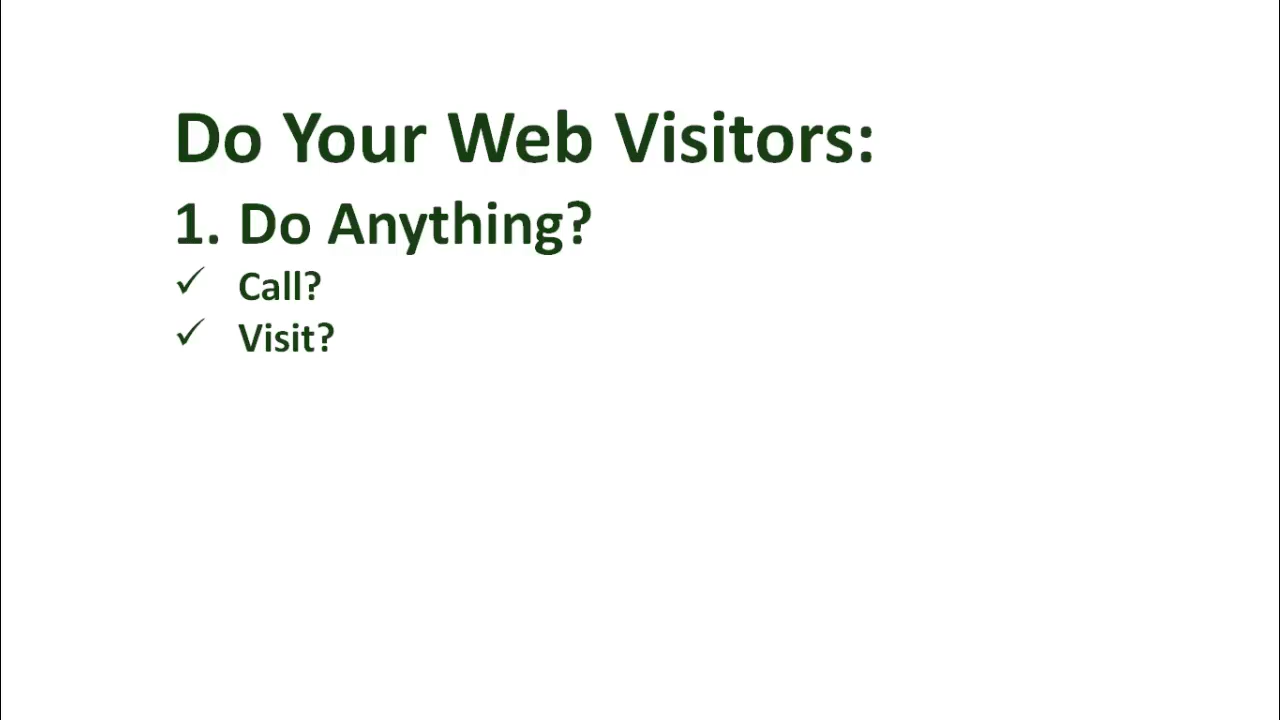 Do Your Web Visitors:
1. Do Anything?
✓ Call?
✓ Visit?